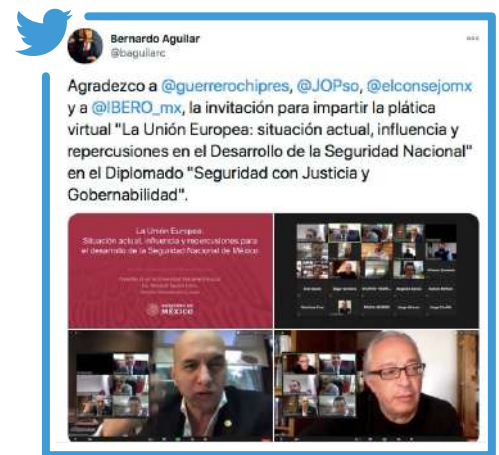 Bernardo Aguilar
@baguilarc
Agradezco a @guerrerochipres, @JOPso, @elconsejomx
y a @IBERO_mx, la invitación para impartir la plática
virtual "La Unión Europea: situación actual, influencia y
repercusiones en el Desarrollo de la Seguridad Nacional"
en el Diplomado "Seguridad con Justicia y
Gobernabilidad".
La Unión Europea:
Situación actual, influencia y repercusiones para
el desarrollo de la Seguridad Nacional de México
GOBIERNO DE
MÉXICO